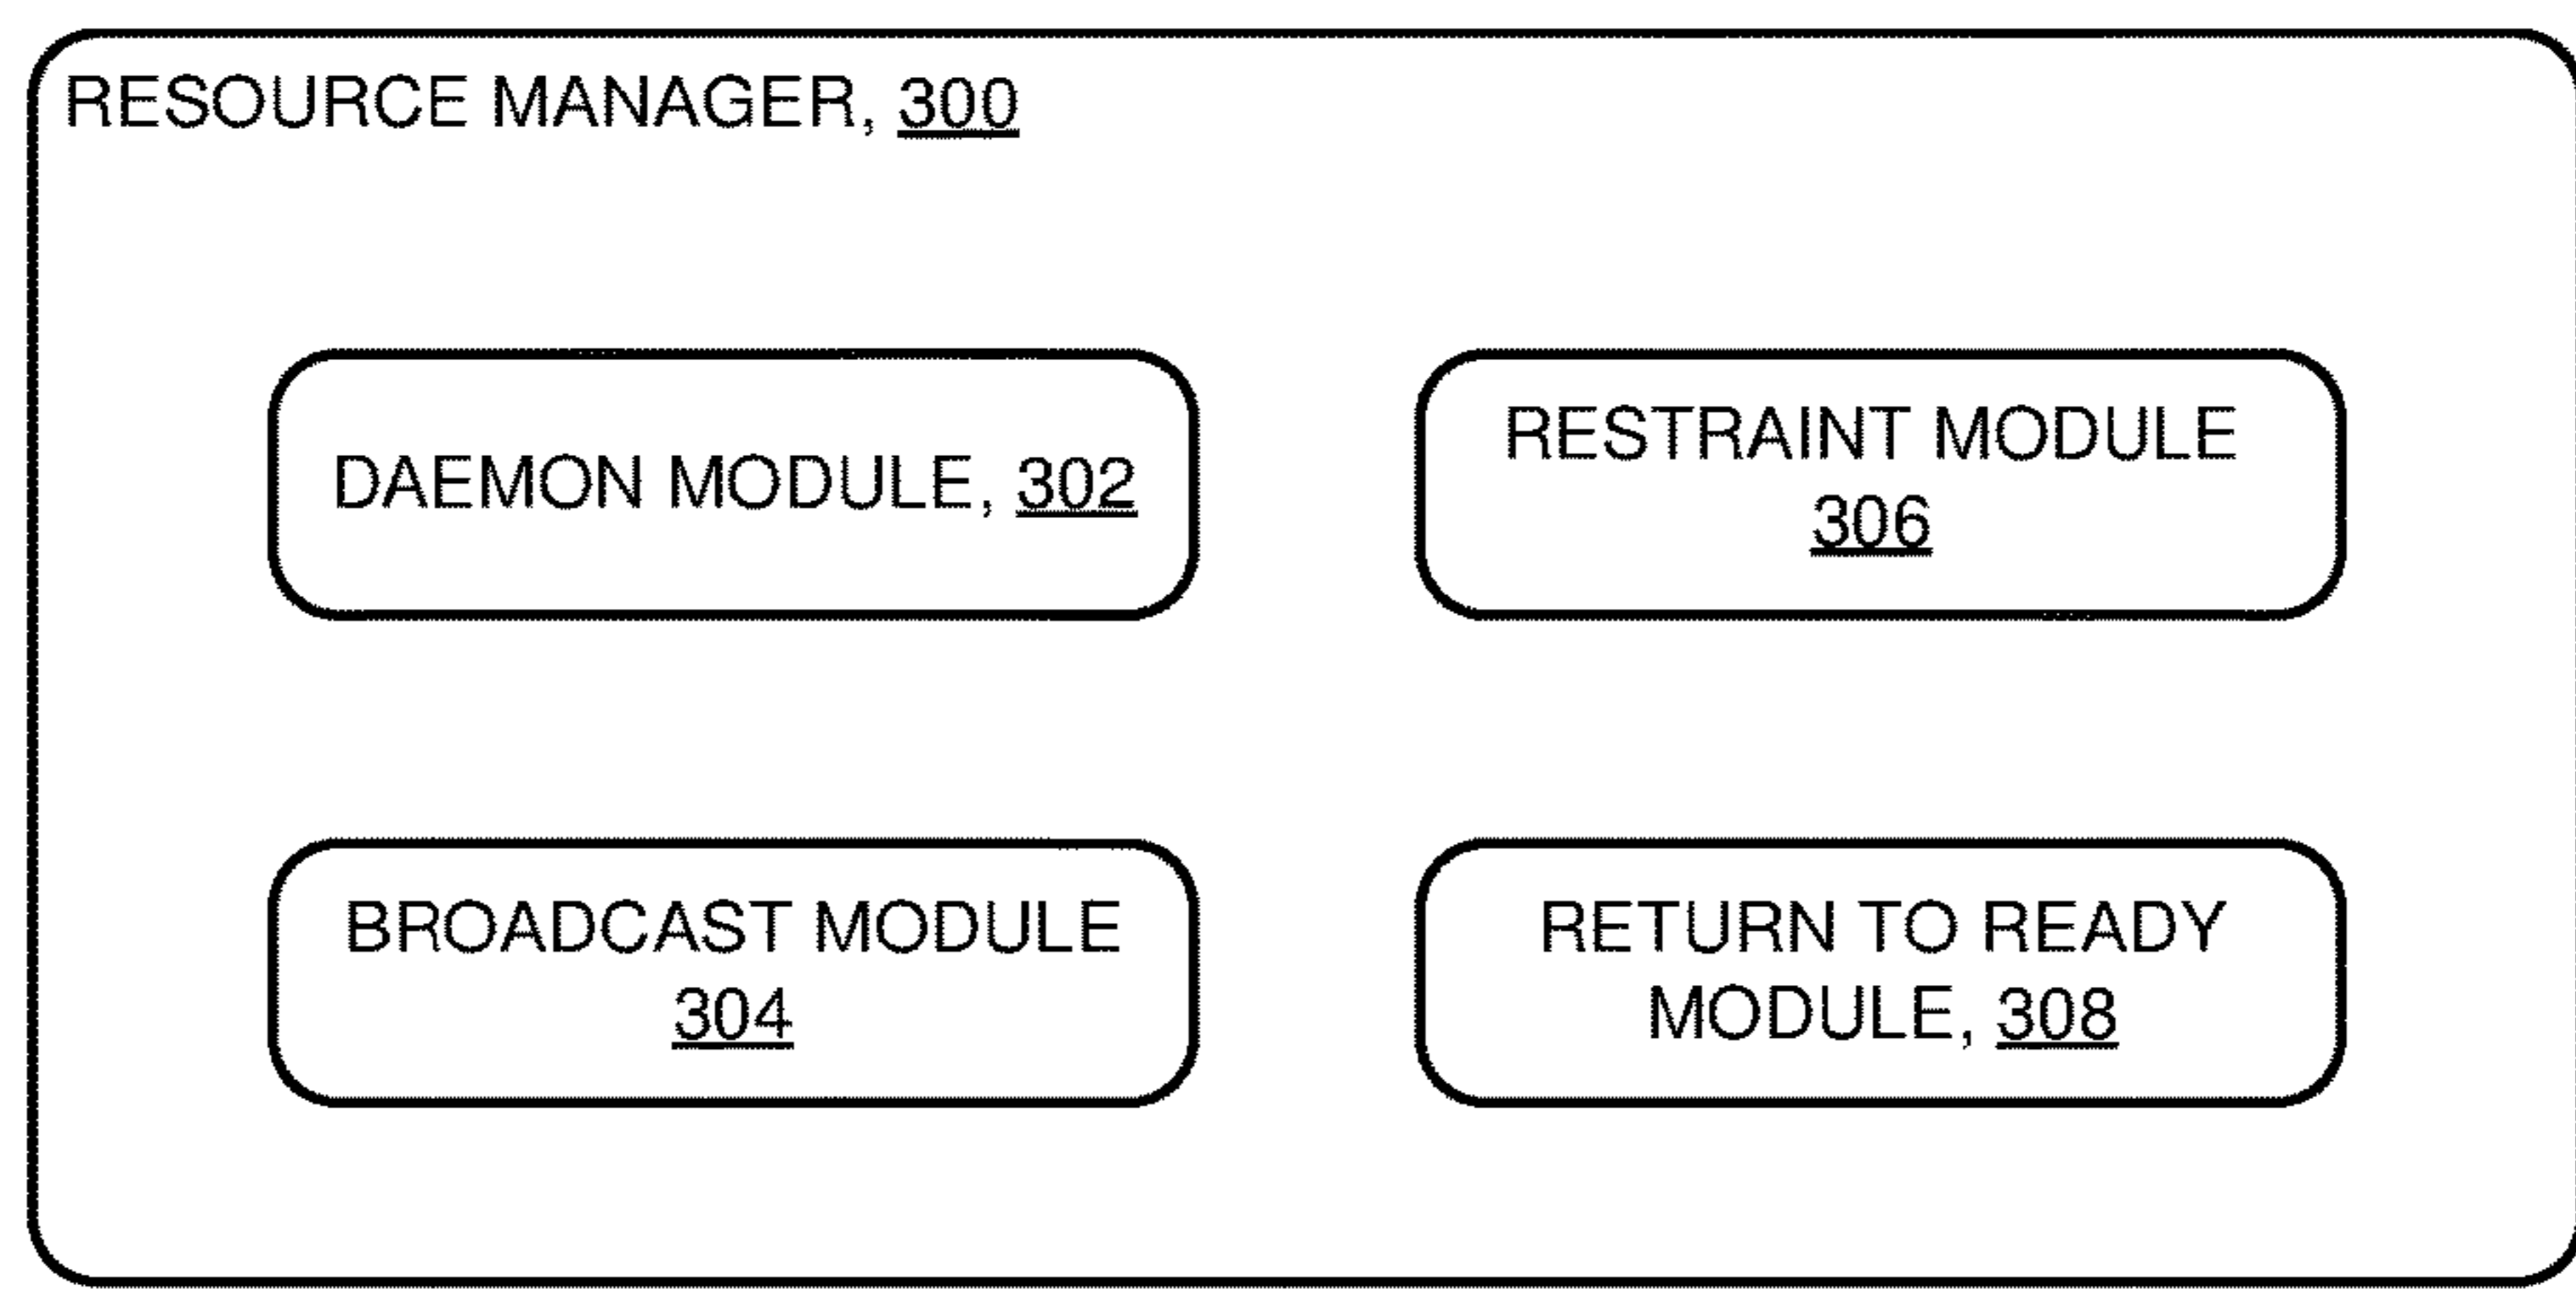 RESOURCE MANAGER, 300
DAEMON MODULE, 302
RESTRAINT MODULE
306
BROADCAST MODULE
304
RETURN TO READY
MODULE, 308